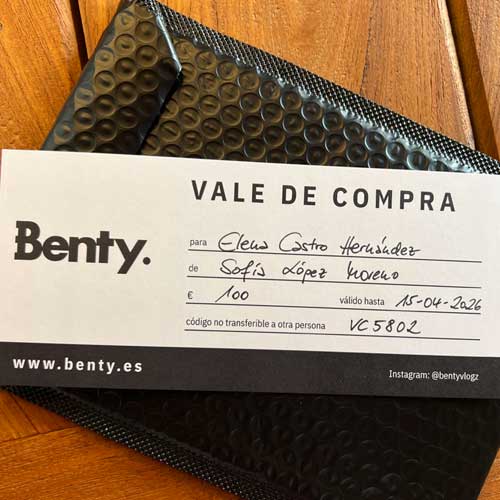 VALE DE COMPRA
Benty.
para Elena Castro Hernández
de Sofía López Moreno
€ 100 válido hasta 15-04-2026
código no transferible a otra persona VC5802
www.benty.es
Instagram: @bentyvlogz